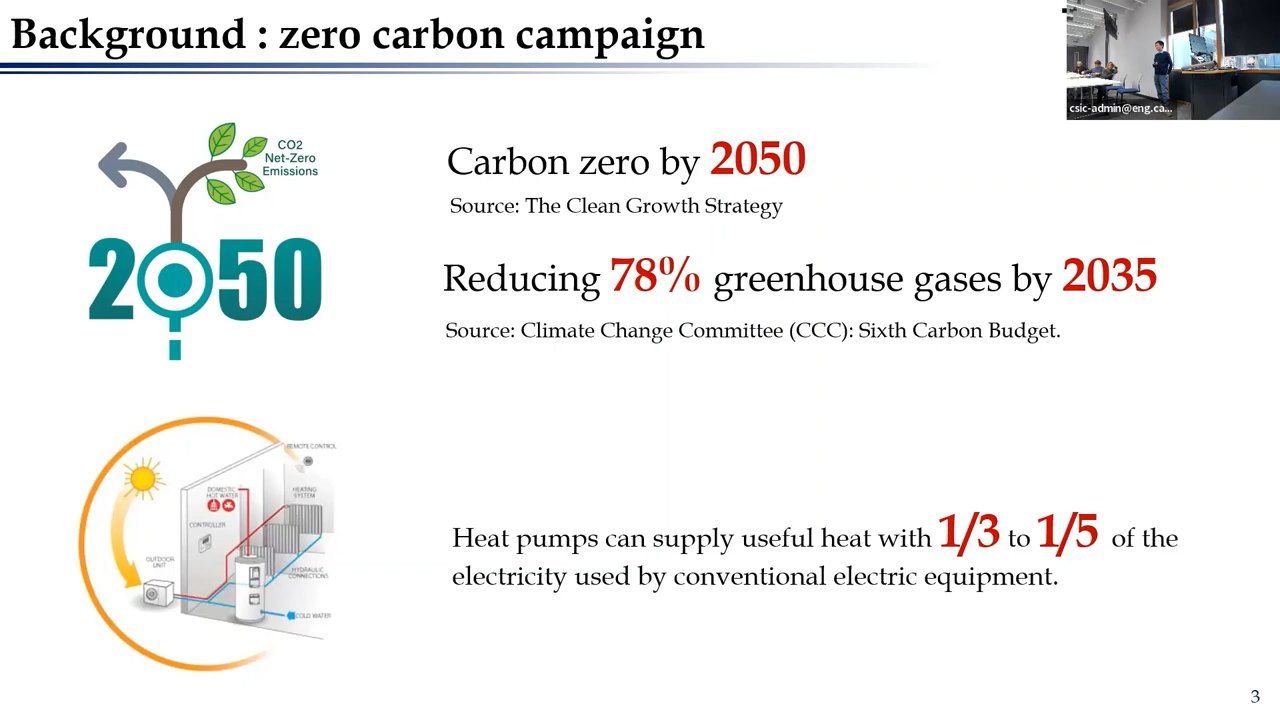 Background : zero carbon campaign
csic-admin@eng.ca...
CO2
Net-Zero
Emissions
2050
Carbon zero by 2050
Source: The Clean Growth Strategy
Reducing 78% greenhouse gases by 2035
Source: Climate Change Committee (CCC): Sixth Carbon Budget.
REMOTE CONTROL
DOMESTIC
HOT WATER
HEATING
SYSTEM
CONTROLLER
OUTDOOR
UNIT
HYDRAULIC
CONNECTIONS
COLD WATER
Heat pumps can supply useful heat with 1/3 to 1/5 of the
electricity used by conventional electric equipment.
3